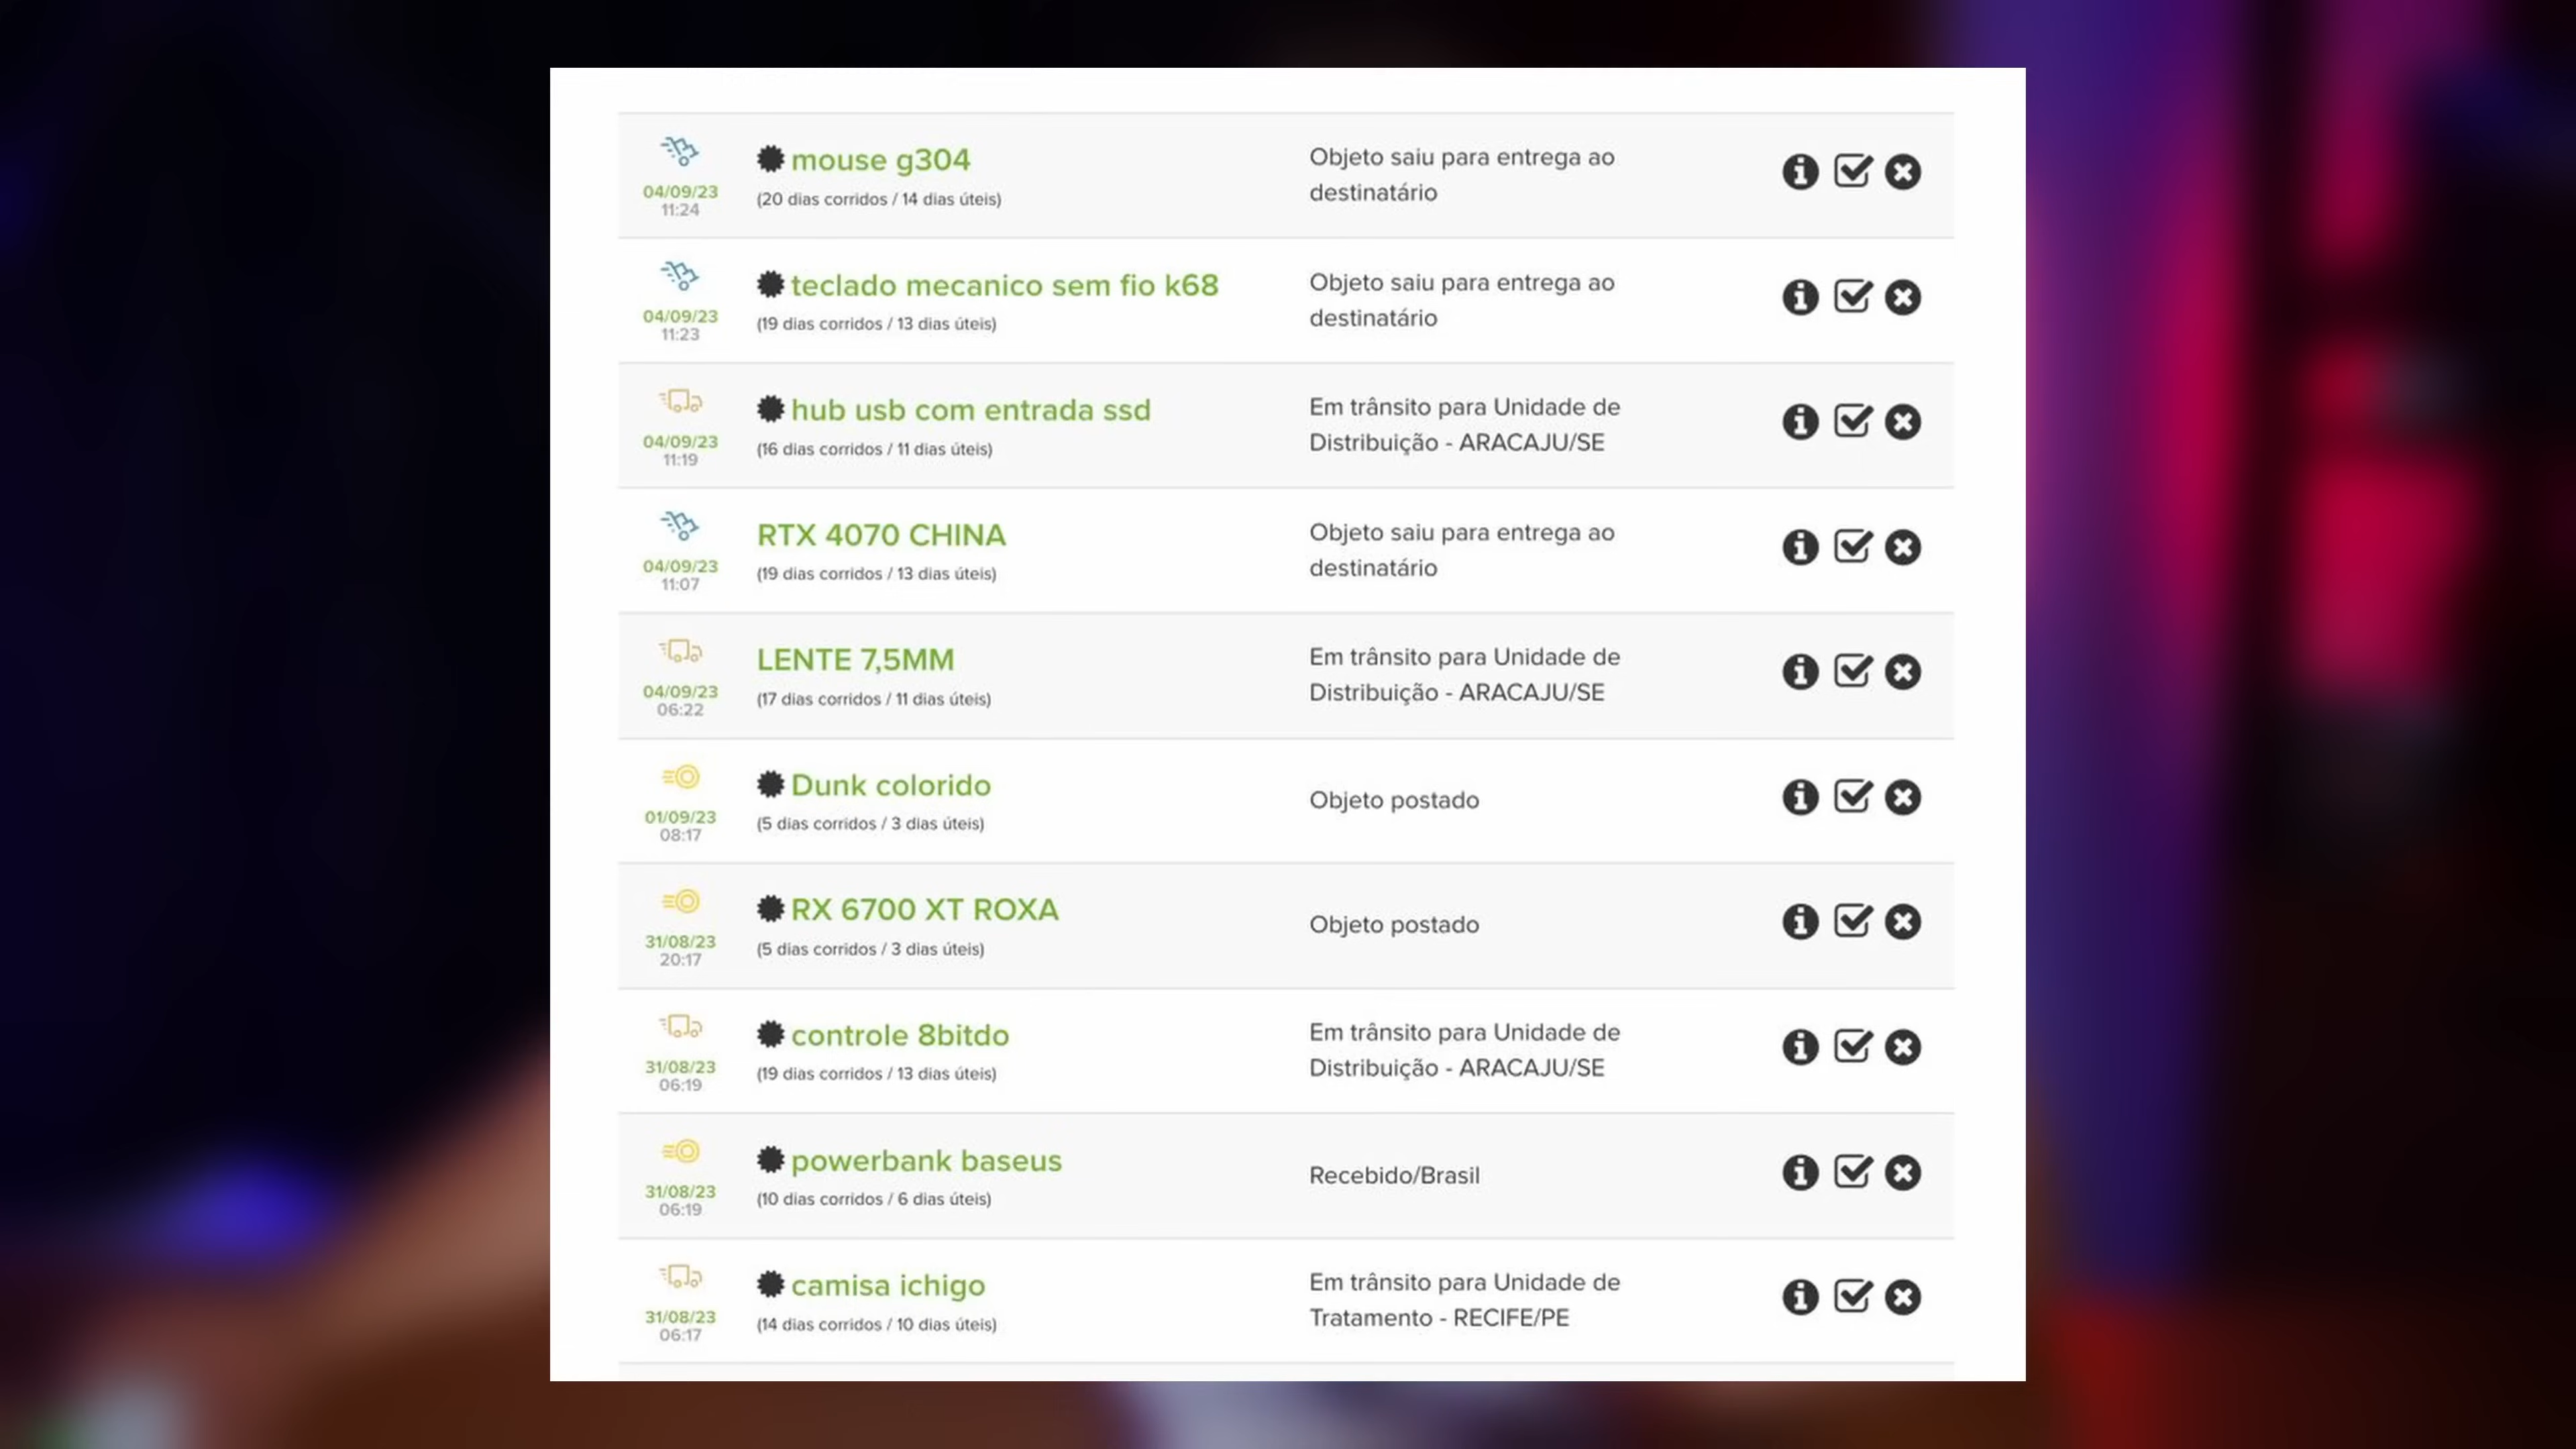 mouse g304
(20 dias corridos / 14 dias úteis)
04/09/23
11:24
Objeto saiu para entrega ao
destinatário
teclado mecanico sem fio k68
(19 dias corridos / 13 dias úteis)
04/09/23
11:23
Objeto saiu para entrega ao
destinatário
hub usb com entrada ssd
(16 dias corridos / 11 dias úteis)
04/09/23
11:19
Em trânsito para Unidade de
Distribuição - ARACAJU/SE
RTX 4070 CHINA
(19 dias corridos / 13 dias úteis)
04/09/23
11:07
Objeto saiu para entrega ao
destinatário
LENTE 7,5MM
(17 dias corridos / 11 dias úteis)
04/09/23
06:22
Em trânsito para Unidade de
Distribuição - ARACAJU/SE
Dunk colorido
(5 dias corridos / 3 dias úteis)
01/09/23
08:17
Objeto postado
RX 6700 XT ROXA
(5 dias corridos / 3 dias úteis)
31/08/23
20:17
Objeto postado
controle 8bitdo
(19 dias corridos / 13 dias úteis)
31/08/23
06:19
Em trânsito para Unidade de
Distribuição - ARACAJU/SE
powerbank baseus
(10 dias corridos / 6 dias úteis)
31/08/23
06:19
Recebido/Brasil
camisa ichigo
(14 dias corridos / 10 dias úteis)
31/08/23
06:17
Em trânsito para Unidade de
Tratamento - RECIFE/PE